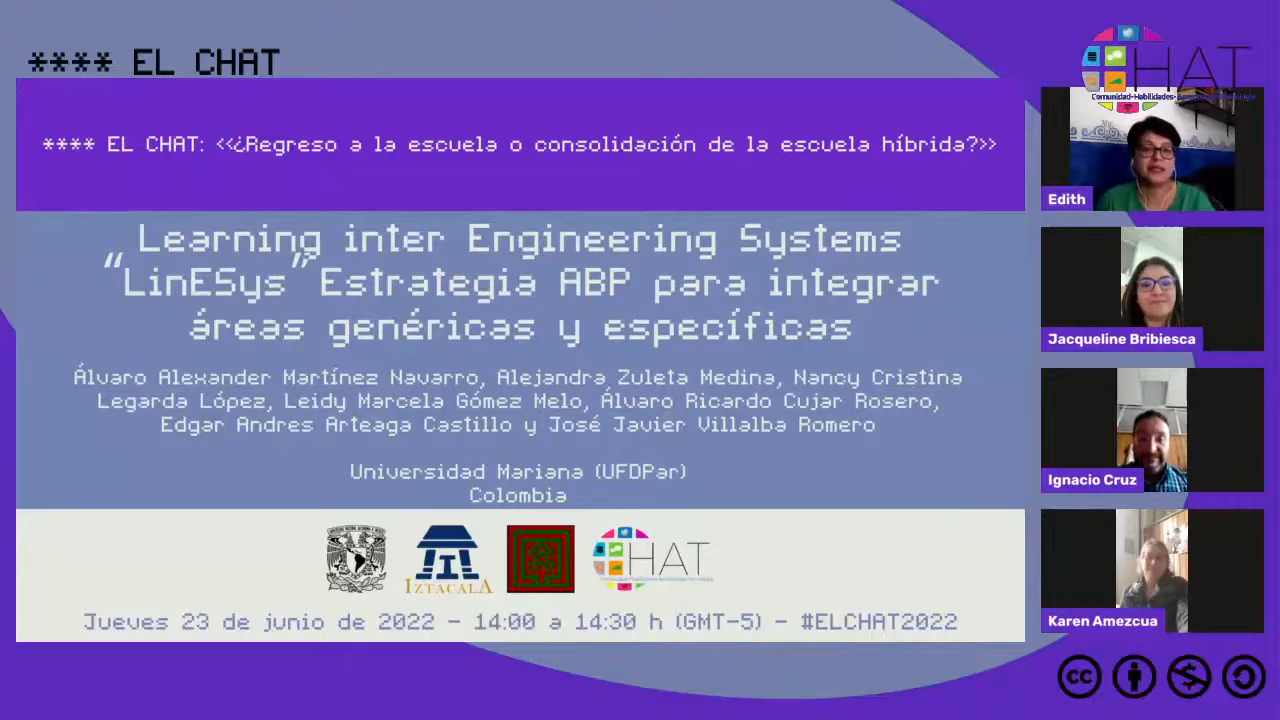 **** EL CHAT
HAT
Comunidad•Habilidades•
**** EL CHAT: <<¿Regreso a la escuela o consolidación de la escuela híbrida?>>
Learning inter Engineering Systems
“LinESys” Estrategia ABP para integrar
áreas genéricas y específicas
Álvaro Alexander Martínez Navarro, Alejandra Zuleta Medina, Nancy Cristina
Legarda López, Leidy Marcela Gómez Melo, Álvaro Ricardo Cujar Rosero,
Edgar Andres Arteaga Castillo y José Javier Villalba Romero
Universidad Mariana (UFDPar)
Colombia
IZTACALA
HAT
Jueves 23 de junio de 2022 - 14:00 a 14:30 h (GMT-5) - #ELCHAT2022
Edith
Jacqueline Bribiesca
Ignacio Cruz
Karen Amezcua
cc